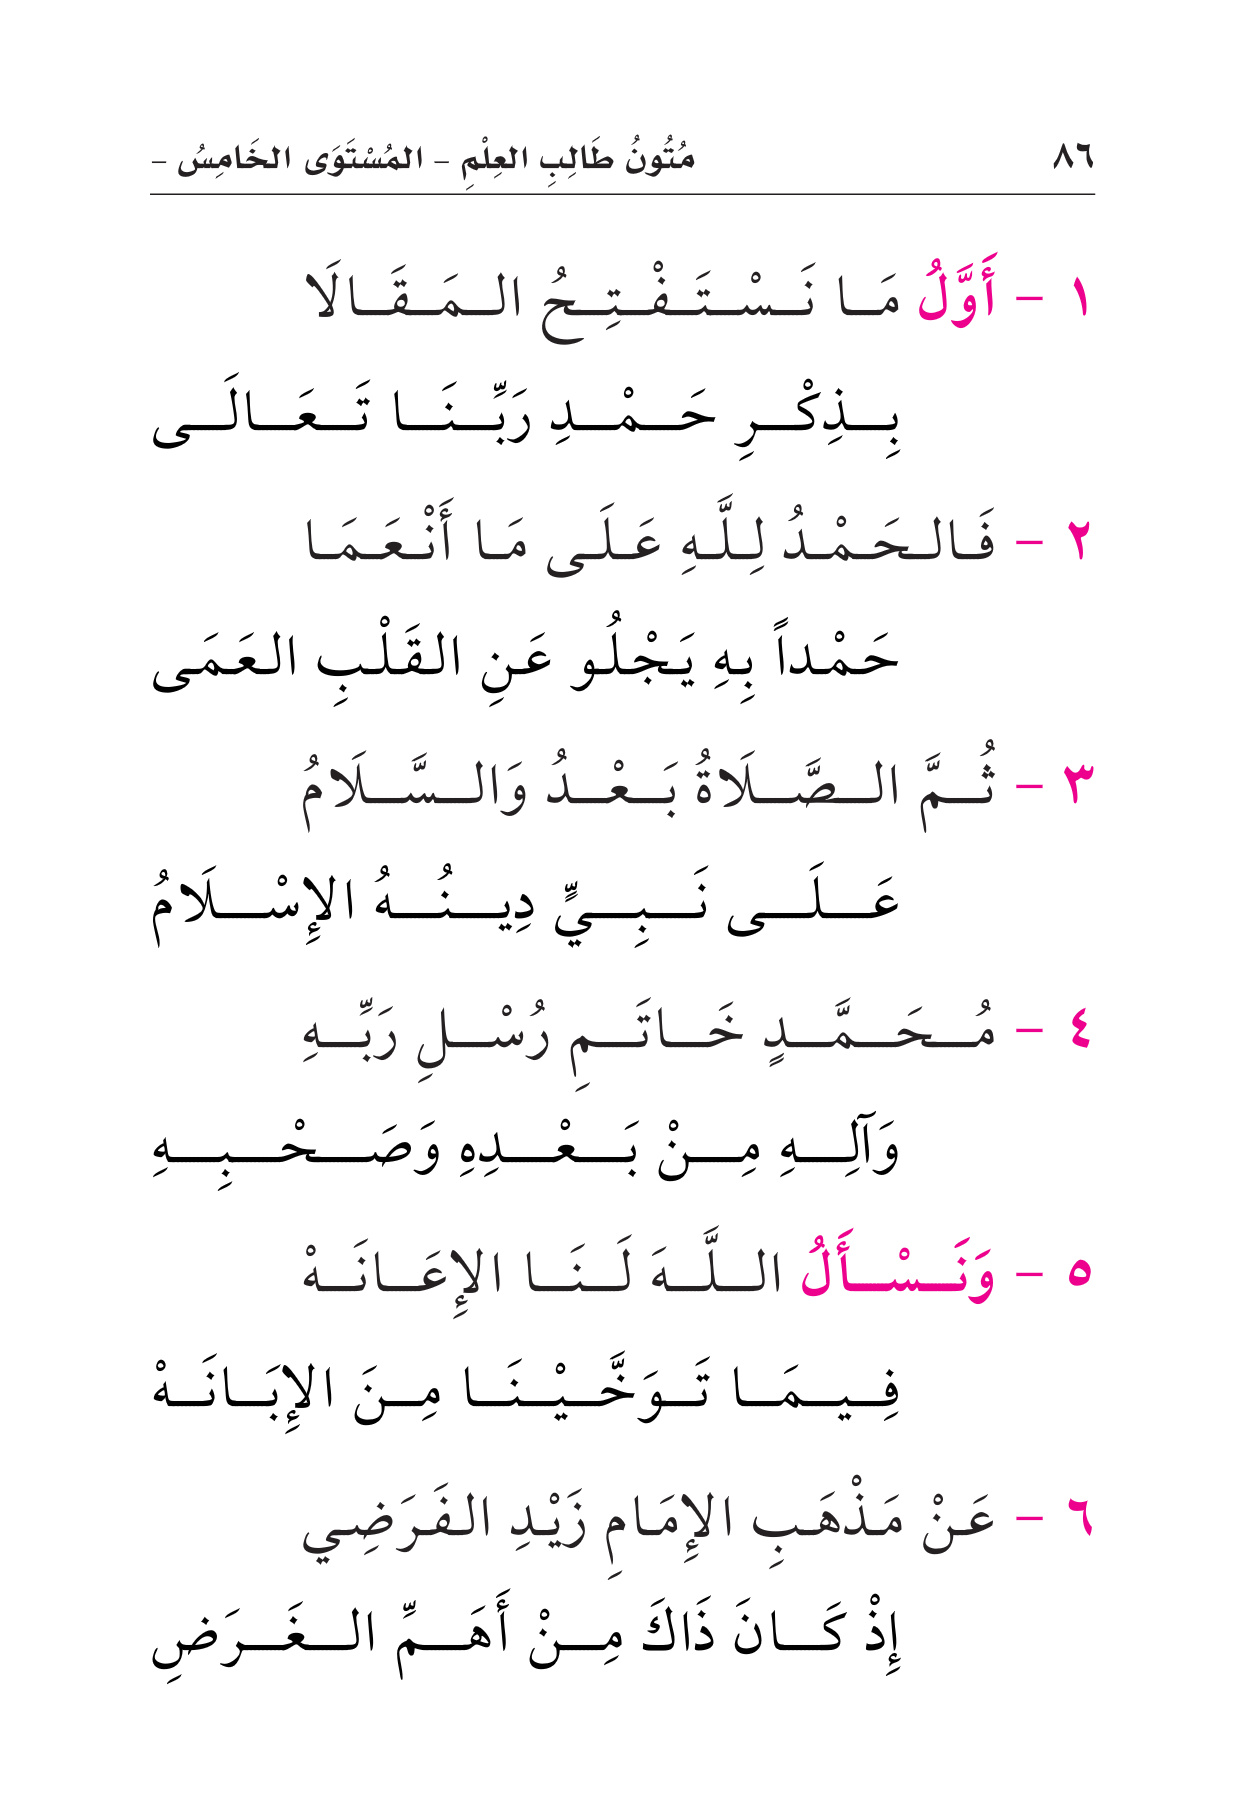 ٨٦ مُتُونُ طَالِبِ العِلْمِ – المُسْتَوَى الخَامِسُ –
١ – أَوَّلُ مَا نَسْتَفْتِحُ المَقَالَا
بِذِكْرِ حَمْدِ رَبِّنَا تَعَالَى
٢ – فَالحَمْدُ لِلَّهِ عَلَى مَا أَنْعَمَا
حَمْداً بِهِ يَجْلُو عَنِ القَلْبِ العَمَى
٣ – ثُمَّ الصَّلَاةُ بَعْدُ وَالسَّلَامُ
عَلَى نَبِيٍّ دِينُهُ الإِسْلَامُ
٤ – مُحَمَّدٍ خَاتَمِ رُسْلِ رَبِّهِ
وَآلِهِ مِنْ بَعْدِهِ وَصَحْبِهِ
٥ – وَنَسْأَلُ اللَّهَ لَنَا الإِعَانَهْ
فِيمَا تَوَخَّيْنَا مِنَ الإِبَانَهْ
٦ – عَنْ مَذْهَبِ الإِمَامِ زَيْدِ الفَرَضِي
إِذْ كَانَ ذَاكَ مِنْ أَهَمِّ الغَرَضِ